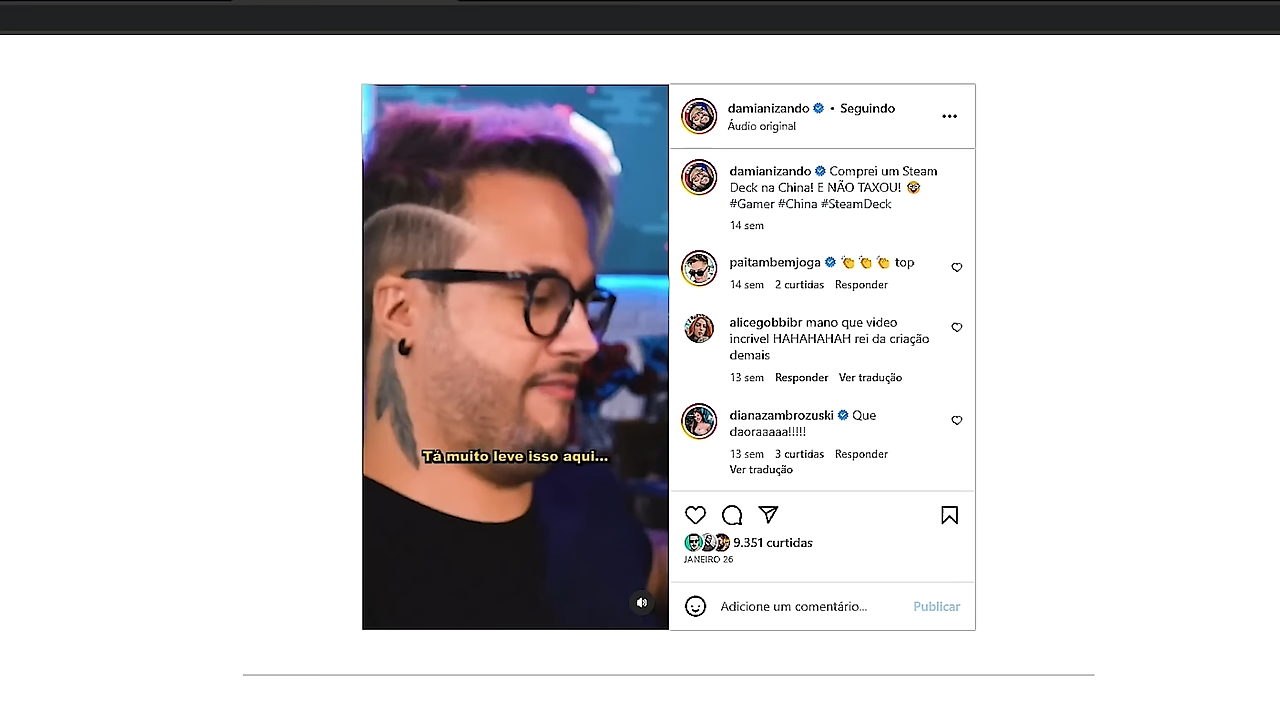 damianizando • Seguindo
Áudio original
damianizando Comprei um Steam
Deck na China! E NÃO TAXOU! 🤓
#Gamer #China #SteamDeck
14 sem
paitambemjoga 👏 👏 👏 top
14 sem 2 curtidas Responder
alicegobbibr mano que video
incrivel HAHAHAHAH rei da criação
demais
13 sem Responder Ver tradução
dianazambrozuski Que
daoraaaaa!!!!!
13 sem 3 curtidas Responder
Ver tradução
Tá muito leve isso aqui...
9.351 curtidas
JANEIRO 26
Adicione um comentário... Publicar